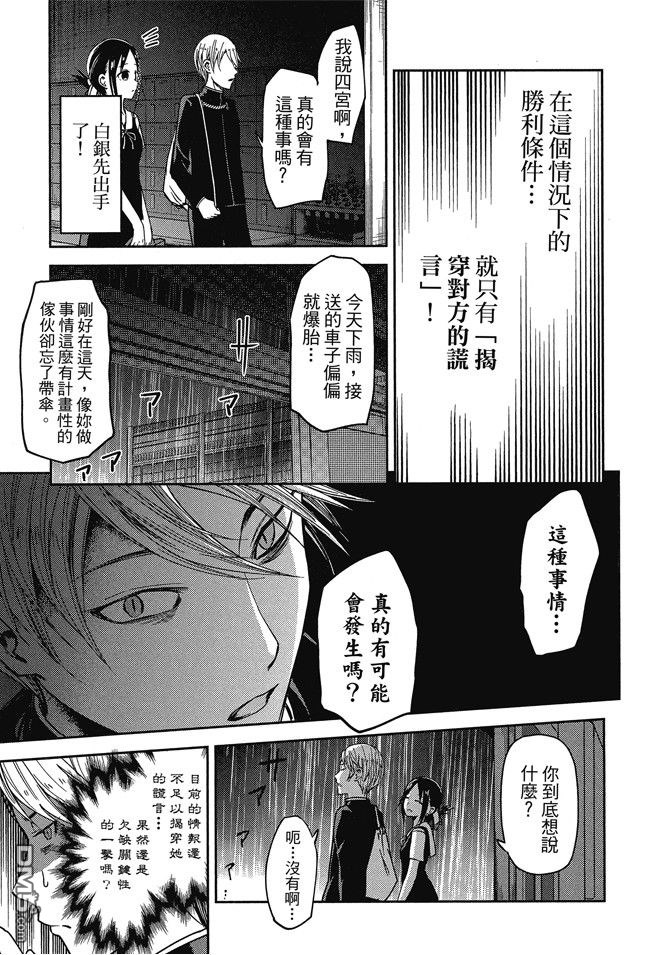 在這個情況下的
勝利條件…
就只有「揭
穿對方的謊
言」！
我說四宮啊，
真的會有
這種事嗎？
白銀先出手
了！
今天下雨，接
送的車子偏偏
就爆胎…
剛好在這天，像妳做
事情這麼有計畫性的
傢伙卻忘了帶傘。
ァァ
ァァ
這種事情…
真的有可能
會發生嗎？
你到底想說
什麼？
呃…沒有啊…
目前的情報還
不足以揭穿她
的謊言…
果然還是
欠缺關鍵性
的一擊嗎？
DM5.com